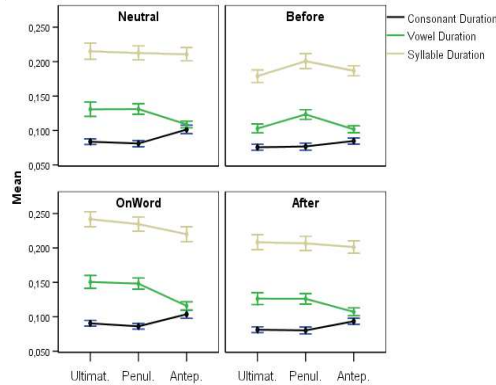 Neutral
Before
Consonant Duration
Vowel Duration
Syllable Duration
0,250
0,200
0,150
0,100
0,050
Mean
OnWord
After
0,250
0,200
0,150
0,100
0,050
Ultimat. Penul. Antep.
Ultimat. Penul. Antep.